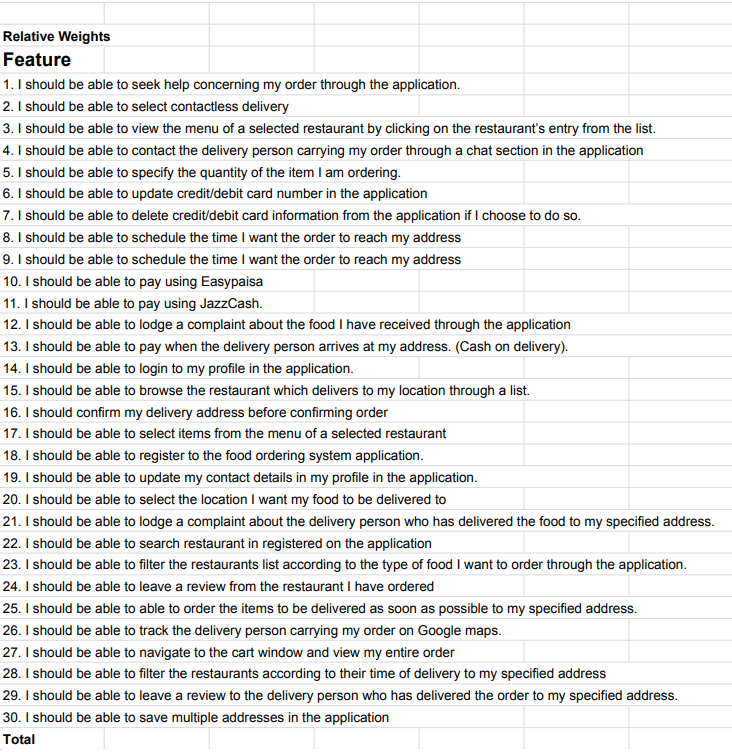 Relative Weights
Feature
1. I should be able to seek help concerning my order through the application.
2. I should be able to select contactless delivery
3. I should be able to view the menu of a selected restaurant by clicking on the restaurant's entry from the list.
4. I should be able to contact the delivery person carrying my order through a chat section in the application
5. I should be able to specify the quantity of the item I am ordering.
6. I should be able to update credit/debit card number in the application
7. I should be able to delete credit/debit card information from the application if I choose to do so.
8. I should be able to schedule the time I want the order to reach my address
9. I should be able to schedule the time I want the order to reach my address
10. I should be able to pay using Easypaisa
11. I should be able to pay using JazzCash.
12. I should be able to lodge a complaint about the food I have received through the application
13. I should be able to pay when the delivery person arrives at my address. (Cash on delivery).
14. I should be able to login to my profile in the application.
15. I should be able to browse the restaurant which delivers to my location through a list.
16. I should confirm my delivery address before confirming order
17. I should be able to select items from the menu of a selected restaurant
18. I should be able to register to the food ordering system application.
19. I should be able to update my contact details in my profile in the application.
20. I should be able to select the location I want my food to be delivered to
21. I should be able to lodge a complaint about the delivery person who has delivered the food to my specified address.
22. I should be able to search restaurant in registered on the application
23. I should be able to filter the restaurants list according to the type of food I want to order through the application.
24. I should be able to leave a review from the restaurant I have ordered
25. I should be able to able to order the items to be delivered as soon as possible to my specified address.
26. I should be able to track the delivery person carrying my order on Google maps.
27. I should be able to navigate to the cart window and view my entire order
28. I should be able to filter the restaurants according to their time of delivery to my specified address
29. I should be able to leave a review to the delivery person who has delivered the order to my specified address.
30. I should be able to save multiple addresses in the application
Total